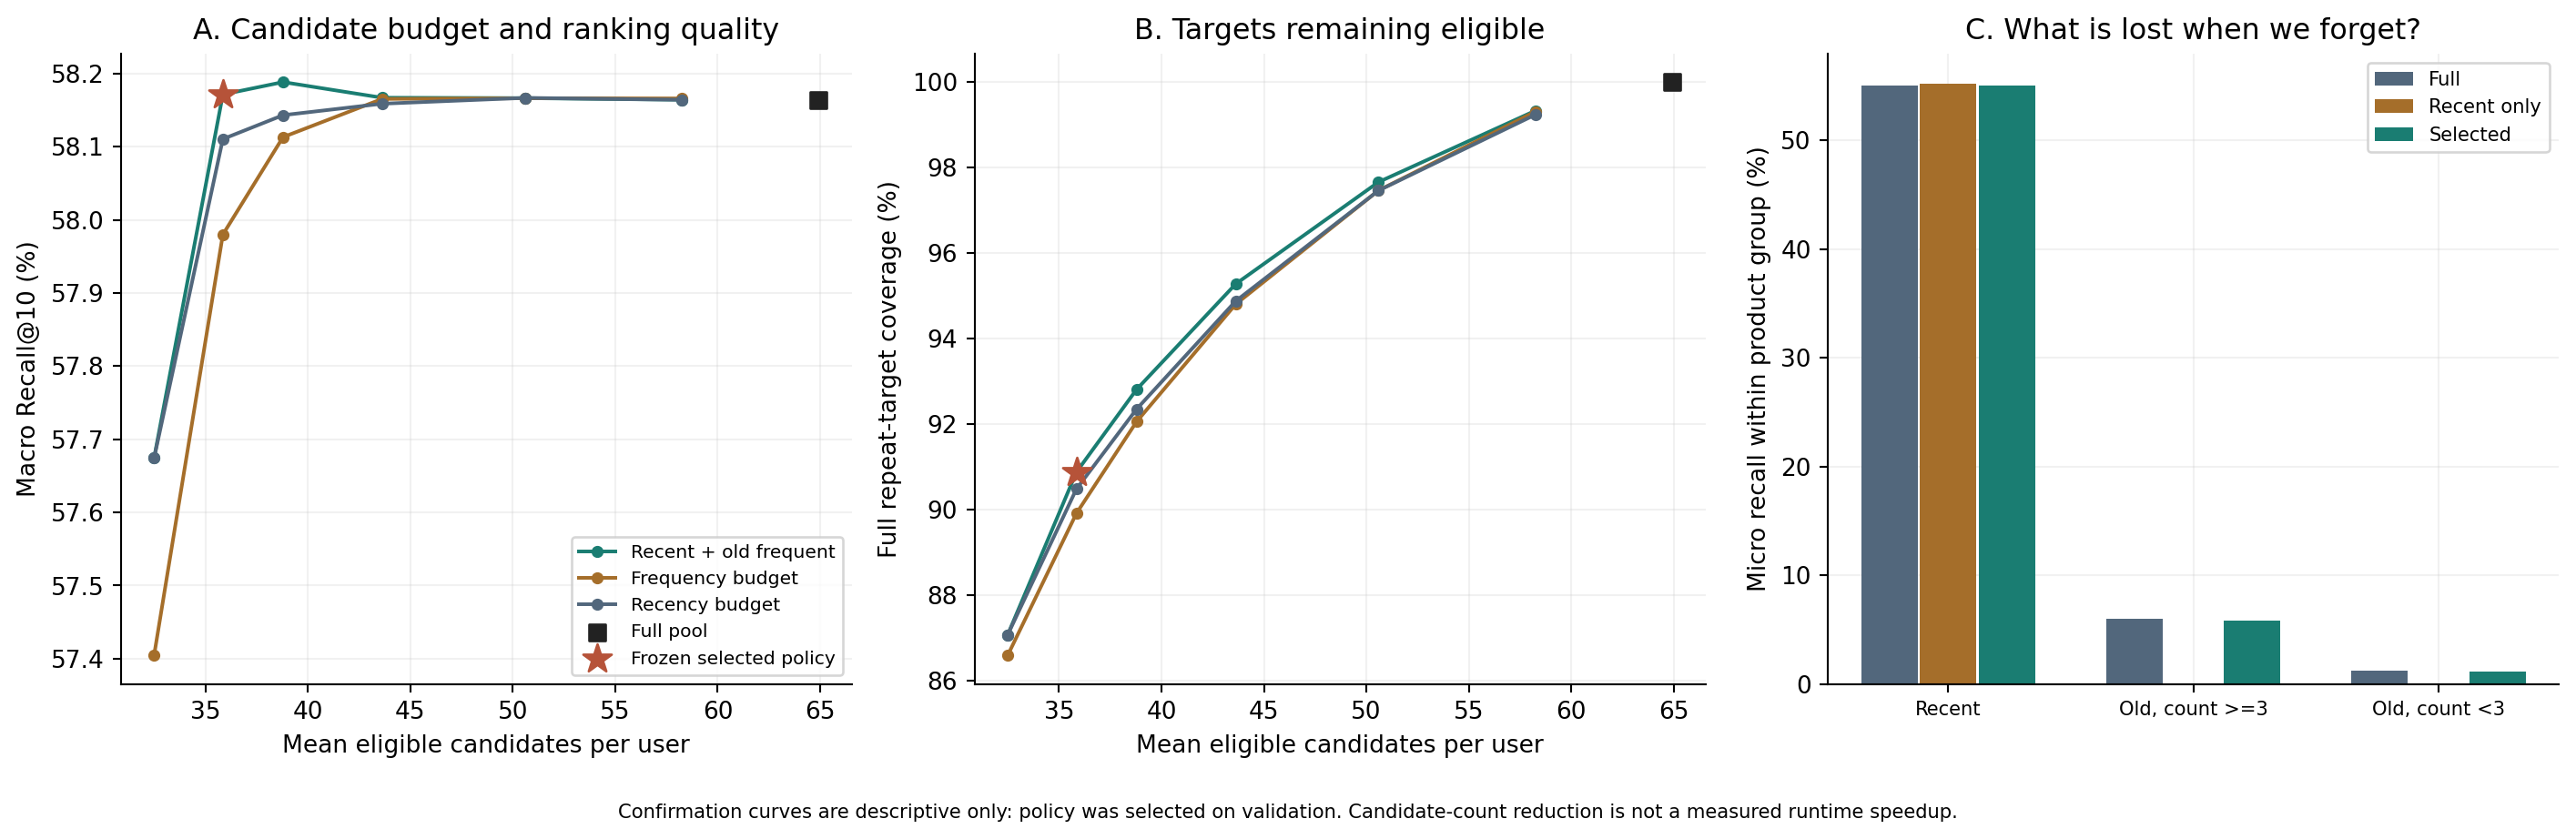 A. Candidate budget and ranking quality
58.2
58.1
58.0
57.9
57.8
57.7
57.6
57.5
57.4
Macro Recall@10 (%)
35 40 45 50 55 60 65
Mean eligible candidates per user
Recent + old frequent
Frequency budget
Recency budget
Full pool
Frozen selected policy
B. Targets remaining eligible
100
98
96
94
92
90
88
86
Full repeat-target coverage (%)
35 40 45 50 55 60 65
Mean eligible candidates per user
C. What is lost when we forget?
50
40
30
20
10
0
Micro recall within product group (%)
Full
Recent only
Selected
Recent
Old, count >=3
Old, count <3
Confirmation curves are descriptive only: policy was selected on validation. Candidate-count reduction is not a measured runtime speedup.